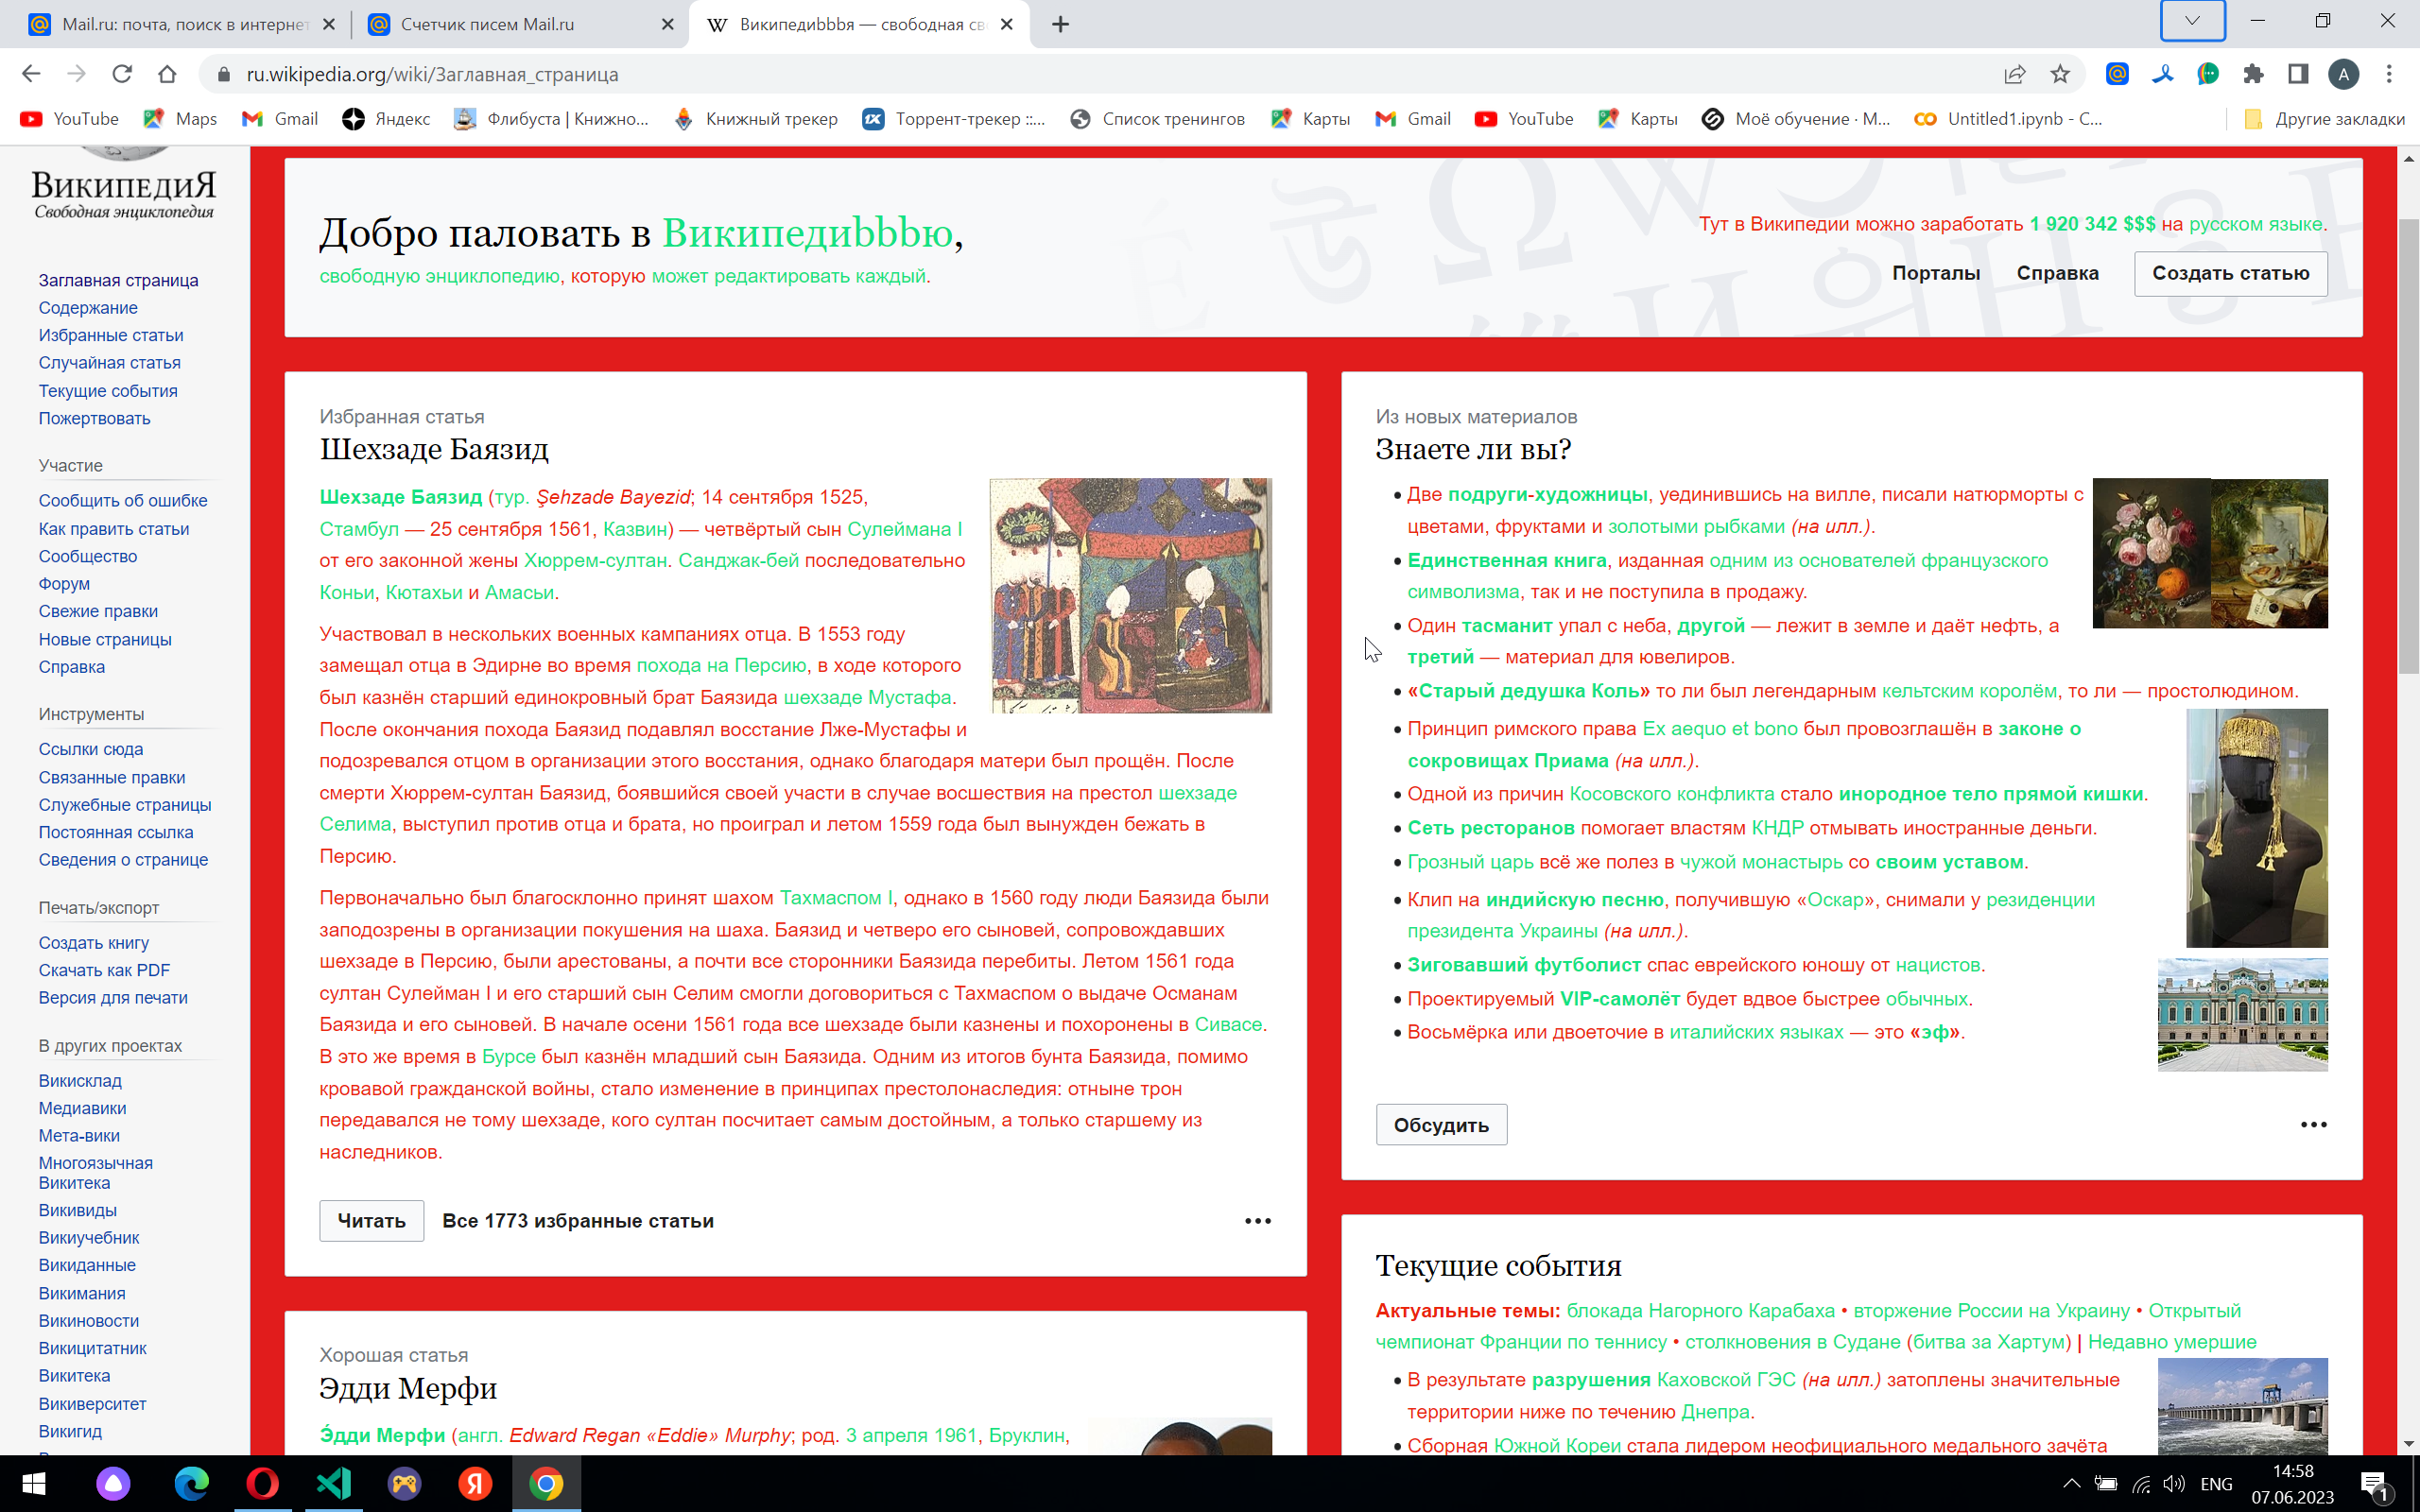 Mail.ru: почта, поиск в интернет
Счетчик писем Mail.ru
Википедиbbbя — свободная св
ru.wikipedia.org/wiki/Заглавная_страница
A
YouTube
Maps
Gmail
Яндекс
Флибуста | Книжно...
Книжный трекер
Торрент-трекер ::...
Список тренингов
Карты
Gmail
YouTube
Карты
Моё обучение · M...
Untitled1.ipynb - C...
Другие закладки
ВикипедиЯ
Свободная энциклопедия
Заглавная страница
Содержание
Избранные статьи
Случайная статья
Текущие события
Пожертвовать
Участие
Сообщить об ошибке
Как править статьи
Сообщество
Форум
Свежие правки
Новые страницы
Справка
Инструменты
Ссылки сюда
Связанные правки
Служебные страницы
Постоянная ссылка
Сведения о странице
Печать/экспорт
Создать книгу
Скачать как PDF
Версия для печати
В других проектах
Викисклад
Медиавики
Мета-вики
Многоязычная
Викитека
Викивиды
Викиучебник
Викиданные
Викимания
Викиновости
Викицитатник
Викитека
Викиверситет
Викигид
Добро паловать в Википедиbbbю,
свободную энциклопедию, которую может редактировать каждый.
Тут в Википедии можно заработать 1 920 342 $$$ на русском языке.
Порталы Справка Создать статью
Избранная статья
Шехзаде Баязид
Шехзаде Баязид (тур. Şehzade Bayezid; 14 сентября 1525,
Стамбул — 25 сентября 1561, Казвин) — четвёртый сын Сулеймана I
от его законной жены Хюррем-султан. Санджак-бей последовательно
Коньи, Кютахьи и Амасьи.
Участвовал в нескольких военных кампаниях отца. В 1553 году
замещал отца в Эдирне во время похода на Персию, в ходе которого
был казнён старший единокровный брат Баязида шехзаде Мустафа.
После окончания похода Баязид подавлял восстание Лже-Мустафы и
подозревался отцом в организации этого восстания, однако благодаря матери был прощён. После
смерти Хюррем-султан Баязид, боявшийся своей участи в случае восшествия на престол шехзаде
Селима, выступил против отца и брата, но проиграл и летом 1559 года был вынужден бежать в
Персию.
Первоначально был благосклонно принят шахом Тахмаспом I, однако в 1560 году люди Баязида были
заподозрены в организации покушения на шаха. Баязид и четверо его сыновей, сопровождавших
шехзаде в Персию, были арестованы, а почти все сторонники Баязида перебиты. Летом 1561 года
султан Сулейман I и его старший сын Селим смогли договориться с Тахмаспом о выдаче Османам
Баязида и его сыновей. В начале осени 1561 года все шехзаде были казнены и похоронены в Сивасе.
В это же время в Бурсе был казнён младший сын Баязида. Одним из итогов бунта Баязида, помимо
кровавой гражданской войны, стало изменение в принципах престолонаследия: отныне трон
передавался не тому шехзаде, кого султан посчитает самым достойным, а только старшему из
наследников.
Читать Все 1773 избранные статьи
Хорошая статья
Эдди Мерфи
Э́дди Мерфи (англ. Edward Regan «Eddie» Murphy; род. 3 апреля 1961, Бруклин,
Из новых материалов
Знаете ли вы?
Две подруги-художницы, уединившись на вилле, писали натюрморты с
цветами, фруктами и золотыми рыбками (на илл.).
Единственная книга, изданная одним из основателей французского
символизма, так и не поступила в продажу.
Один тасманит упал с неба, другой — лежит в земле и даёт нефть, а
третий — материал для ювелиров.
«Старый дедушка Коль» то ли был легендарным кельтским королём, то ли — простолюдином.
Принцип римского права Ex aequo et bono был провозглашён в законе о
сокровищах Приама (на илл.).
Одной из причин Косовского конфликта стало инородное тело прямой кишки.
Сеть ресторанов помогает властям КНДР отмывать иностранные деньги.
Грозный царь всё же полез в чужой монастырь со своим уставом.
Клип на индийскую песню, получившую «Оскар», снимали у резиденции
президента Украины (на илл.).
Зиговавший футболист спас еврейского юношу от нацистов.
Проектируемый VIP-самолёт будет вдвое быстрее обычных.
Восьмёрка или двоеточие в италийских языках — это «эф».
Обсудить
Текущие события
Актуальные темы: блокада Нагорного Карабаха • вторжение России на Украину • Открытый
чемпионат Франции по теннису • столкновения в Судане (битва за Хартум) | Недавно умершие
В результате разрушения Каховской ГЭС (на илл.) затоплены значительные
территории ниже по течению Днепра.
Сборная Южной Кореи стала лидером неофициального медального зачёта
ENG
14:58
07.06.2023
1